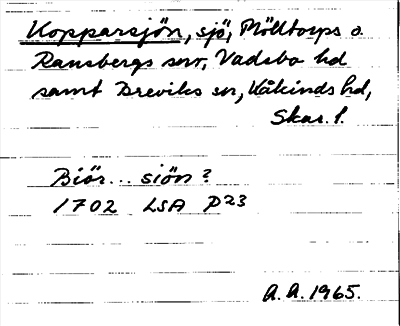 Kopparsjön, sjö, Mölltorps o.
Ransbergs snr, Vadsbo hd
samt Breviks sn, Kåkinds hd,
Skar. l.
Biör... siön?
1702 LSA P23
A. A. 1965.